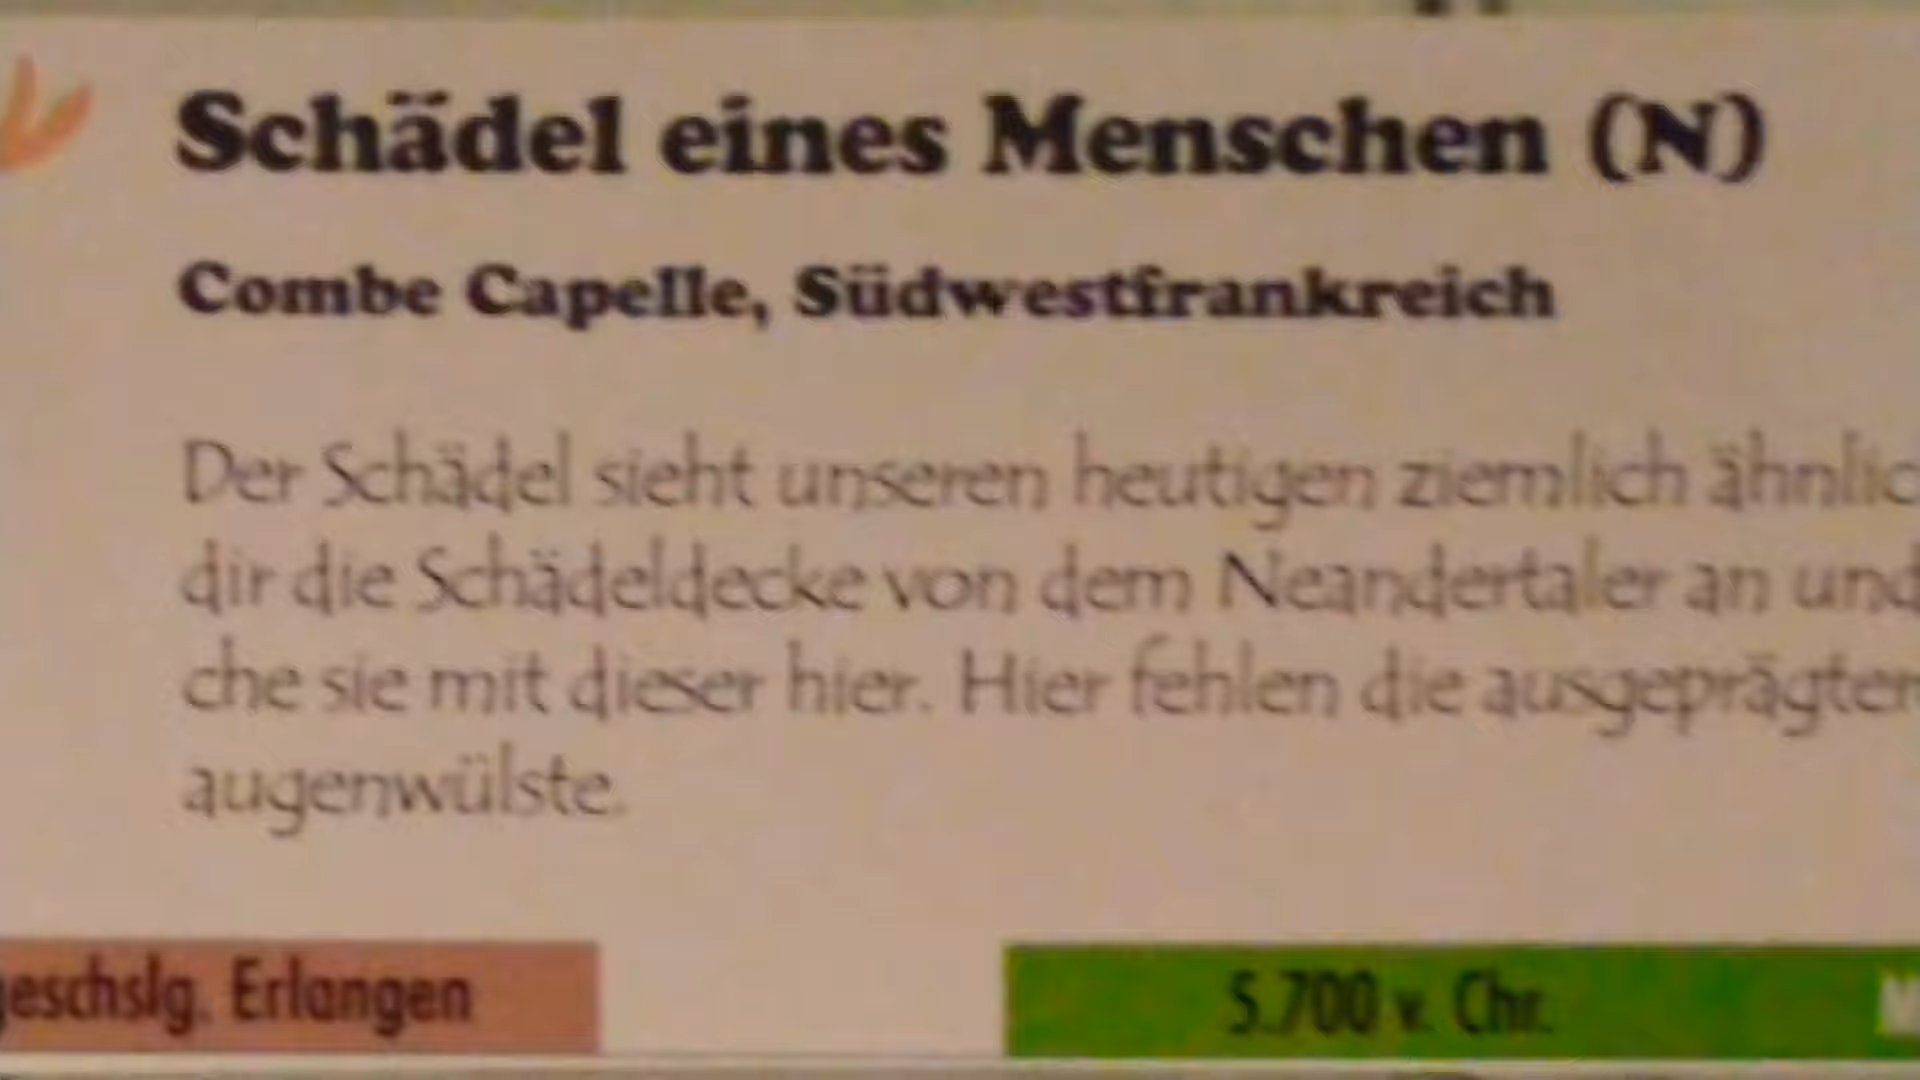 Schädel eines Menschen (N)
Combe Capelle, Südwestfrankreich
Der Schädel sieht unseren heutigen ziemlich ähnlic
dir die Schädeldecke von dem Neandertaler an und
che sie mit dieser hier. Hier fehlen die ausgeprägten
augenwülste.
geschslg. Erlangen
5.700 v. Chr.